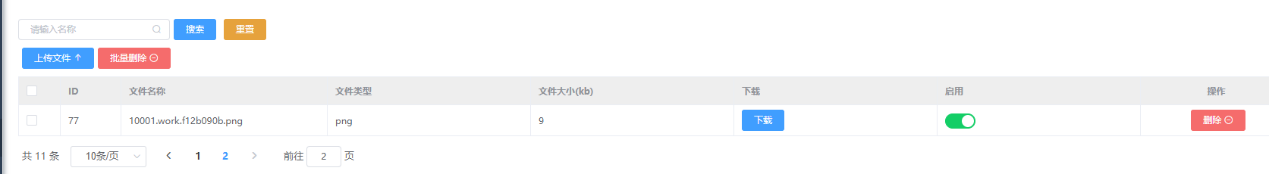 请输入名称 搜索 重置
上传文件 批量删除
ID 文件名称 文件类型 文件大小(kb) 下载 启用 操作
77 10001.work.f12b090b.png png 9 下载 删除
共 11 条 10条/页 1 2 前往 2 页